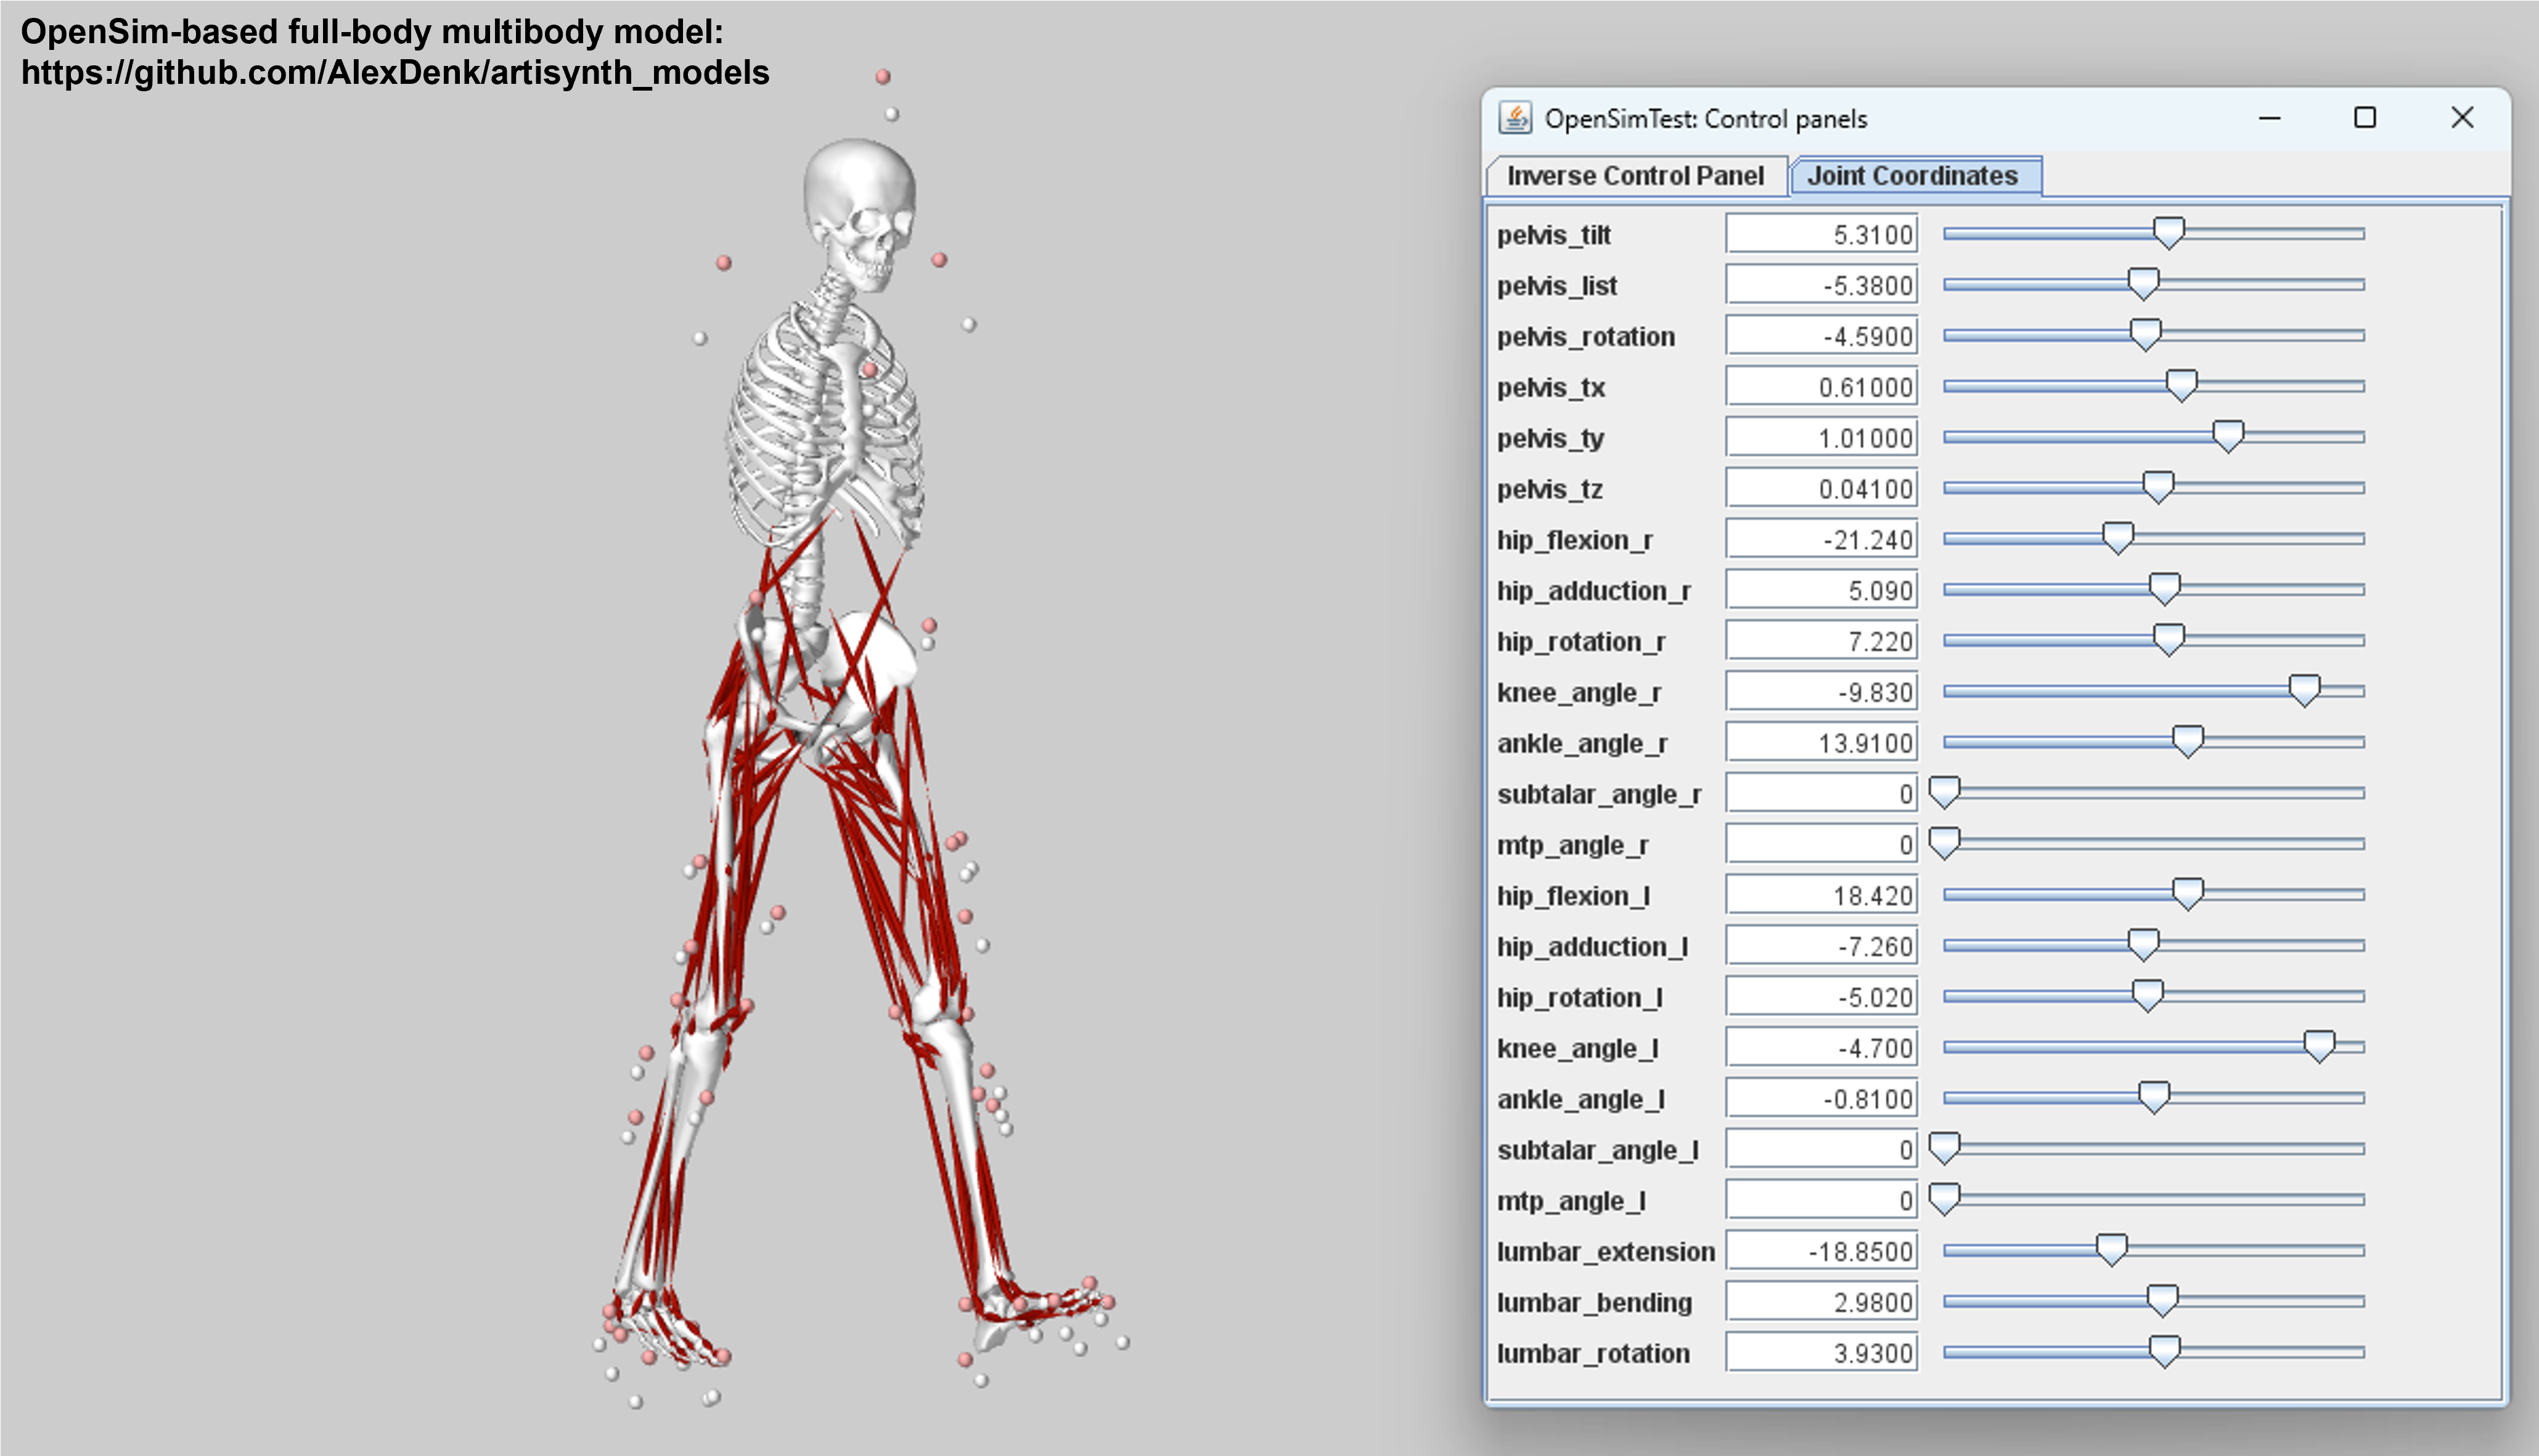 OpenSim-based full-body multibody model:
https://github.com/AlexDenk/artisynth_models
OpenSimTest: Control panels
Inverse Control Panel Joint Coordinates
pelvis_tilt 5.3100
pelvis_list -5.3800
pelvis_rotation -4.5900
pelvis_tx 0.61000
pelvis_ty 1.01000
pelvis_tz 0.04100
hip_flexion_r -21.240
hip_adduction_r 5.090
hip_rotation_r 7.220
knee_angle_r -9.830
ankle_angle_r 13.9100
subtalar_angle_r 0
mtp_angle_r 0
hip_flexion_l 18.420
hip_adduction_l -7.260
hip_rotation_l -5.020
knee_angle_l -4.700
ankle_angle_l -0.8100
subtalar_angle_l 0
mtp_angle_l 0
lumbar_extension -18.8500
lumbar_bending 2.9800
lumbar_rotation 3.9300